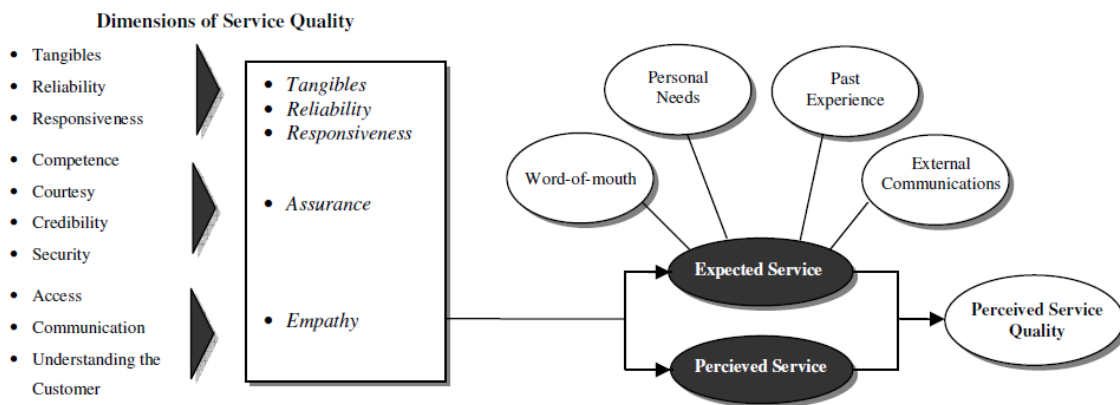 Dimensions of Service Quality
• Tangibles
• Reliability
• Responsiveness
• Competence
• Courtesy
• Credibility
• Security
• Access
• Communication
• Understanding the
Customer
• Tangibles
• Reliability
• Responsiveness
• Assurance
• Empathy
Word-of-mouth
Personal
Needs
Past
Experience
External
Communications
Expected Service
Percieved Service
Perceived Service
Quality